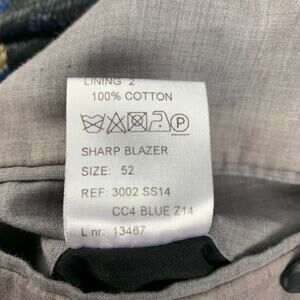 LINING 2
100% COTTON
P
SHARP BLAZER
SIZE: 52
REF: 3002 SS14
CC4 BLUE Z14
L nr: 13467